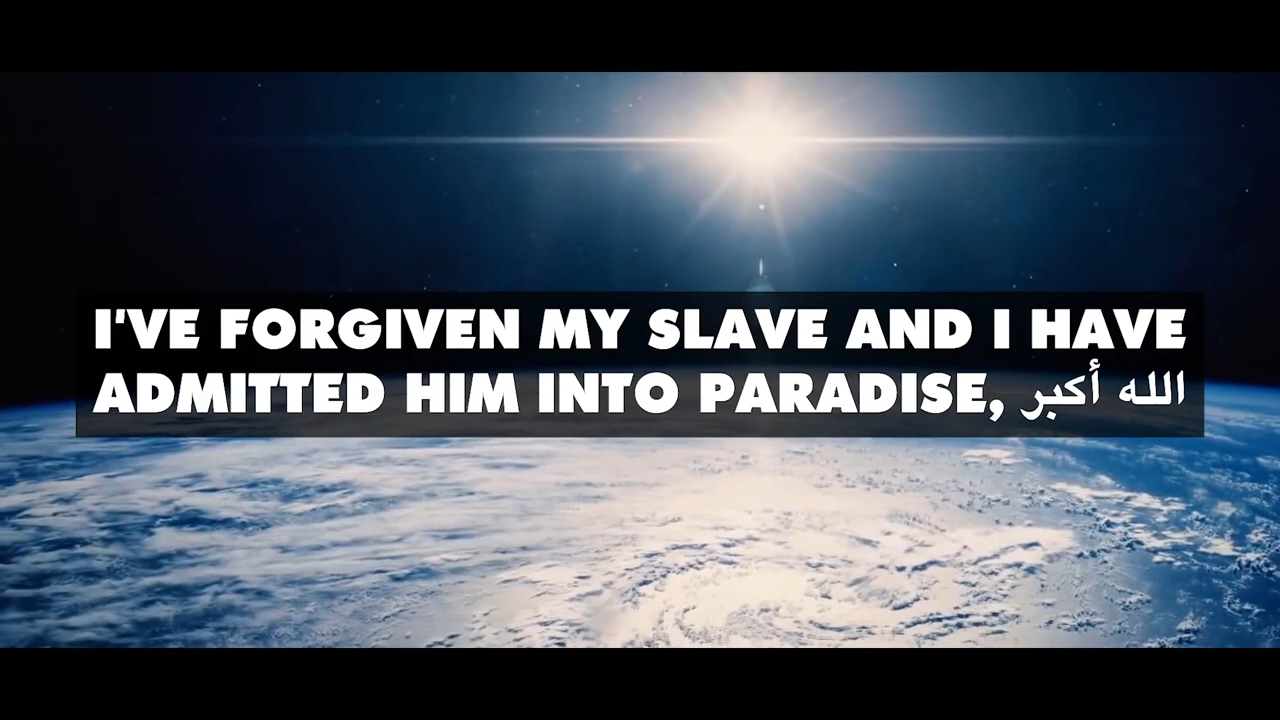 I'VE FORGIVEN MY SLAVE AND I HAVE
ADMITTED HIM INTO PARADISE, الله أكبر